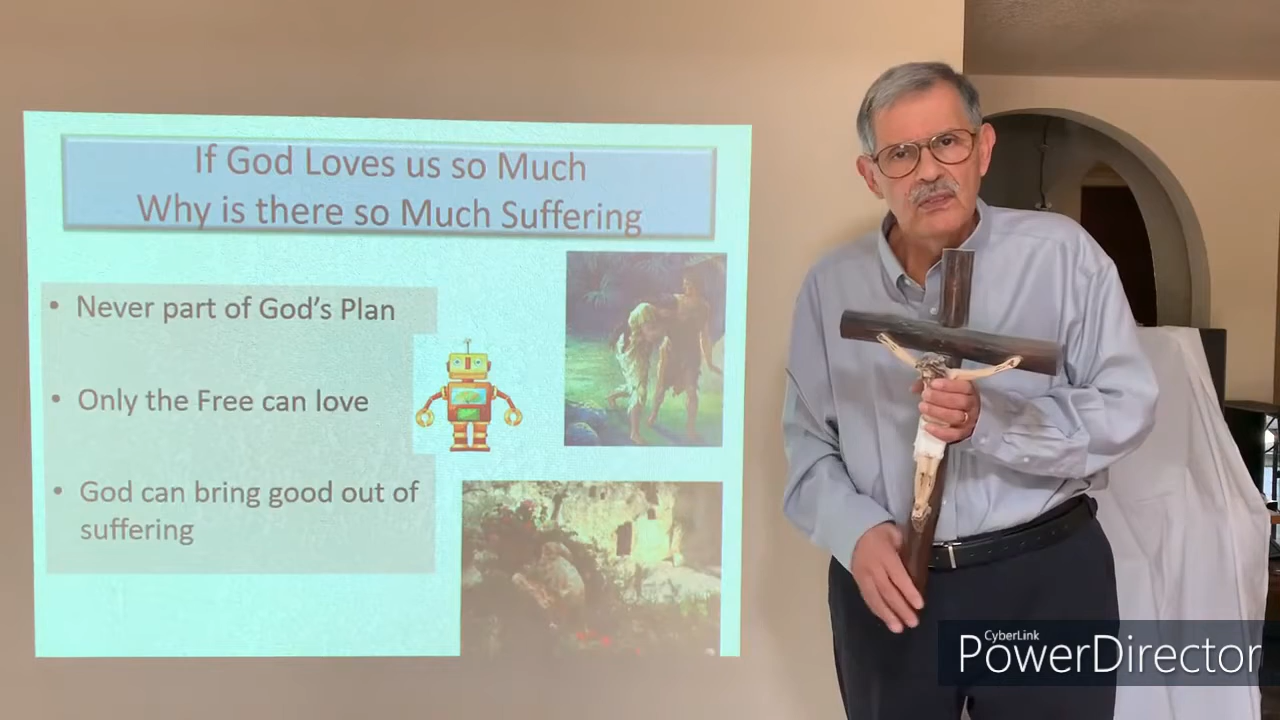 If God Loves us so Much
Why is there so Much Suffering
• Never part of God's Plan
• Only the Free can love
• God can bring good out of
suffering
CyberLink
PowerDirector